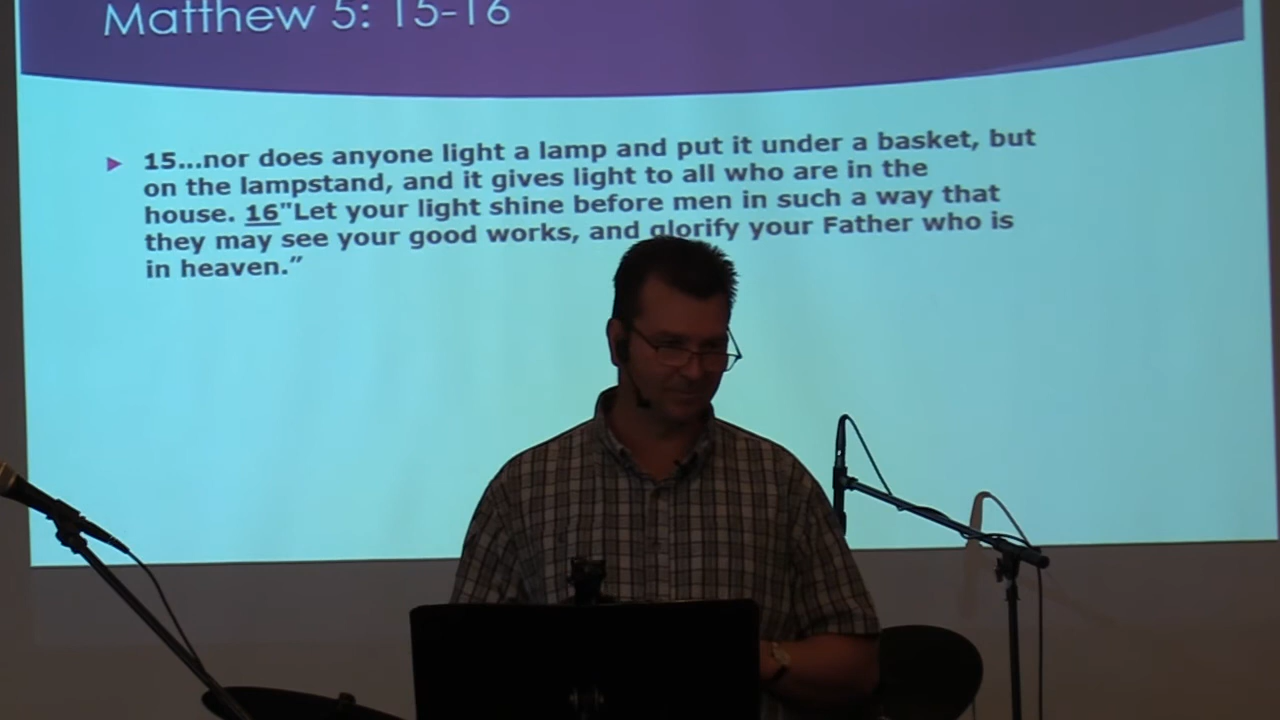 Matthew 5: 15-16
15...nor does anyone light a lamp and put it under a basket, but
on the lampstand, and it gives light to all who are in the
house. 16"Let your light shine before men in such a way that
they may see your good works, and glorify your Father who is
in heaven.”